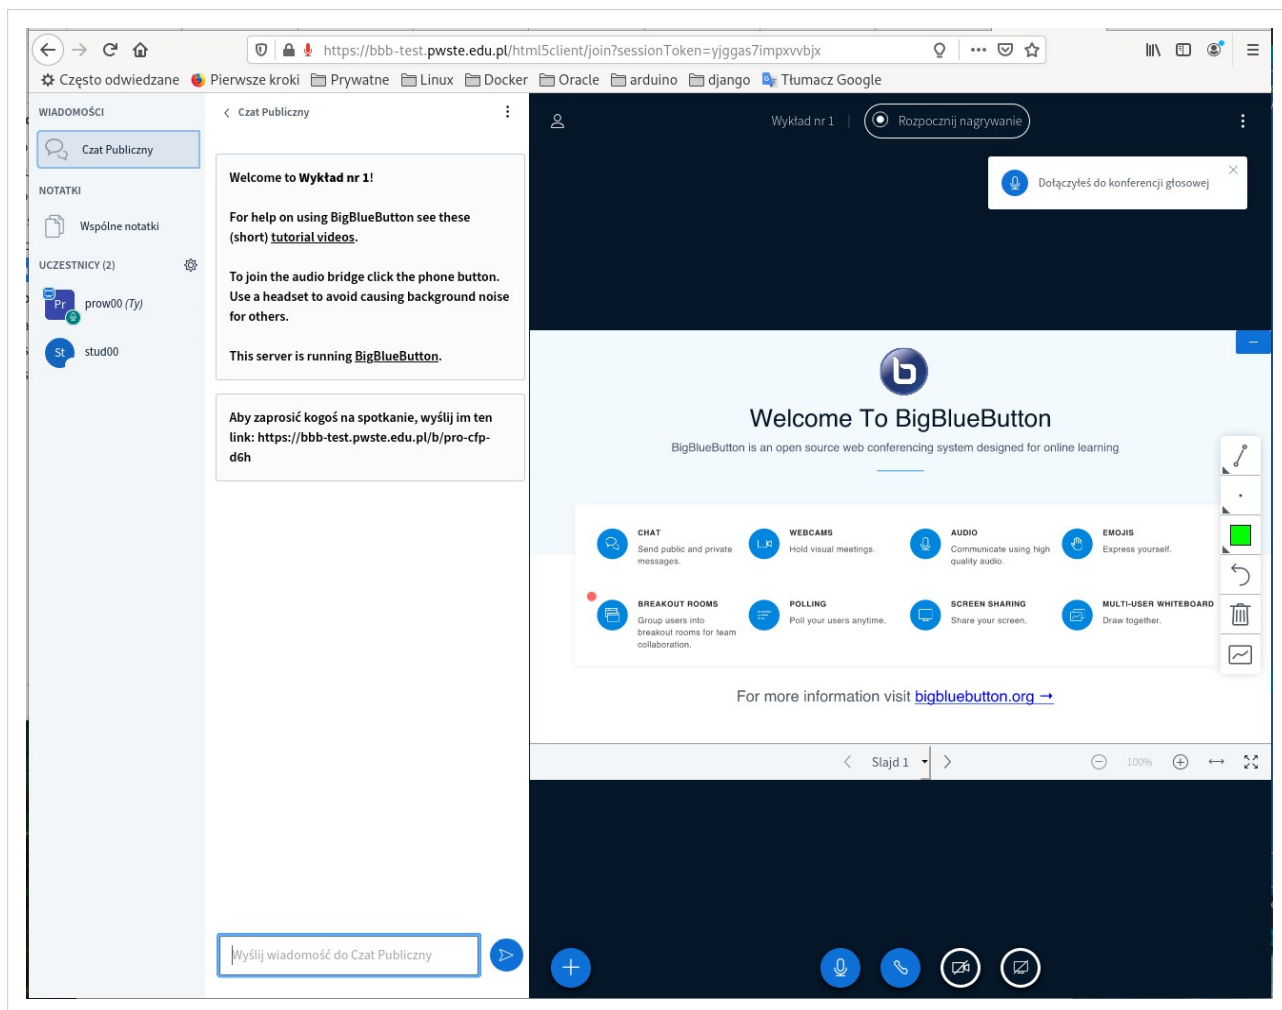 https://bbb-test.pwste.edu.pl/html5client/join?sessionToken=yjggas7impxvvbjx
Często odwiedzane Pierwsze kroki Prywatne Linux Docker Oracle arduino django Tłumacz Google
WIADOMOŚCI
Czat Publiczny
NOTATKI
Wspólne notatki
UCZESTNICY (2)
Pr prow00 (Ty)
St stud00
Czat Publiczny
Welcome to Wykład nr 1!
For help on using BigBlueButton see these
(short) tutorial videos.
To join the audio bridge click the phone button.
Use a headset to avoid causing background noise
for others.
This server is running BigBlueButton.
Aby zaprosić kogoś na spotkanie, wyślij im ten
link: https://bbb-test.pwste.edu.pl/b/pro-cfp-
d6h
Wyślij wiadomość do Czat Publiczny
Wykład nr 1 | Rozpocznij nagrywanie
Dołączyłeś do konferencji głosowej
b
Welcome To BigBlueButton
BigBlueButton is an open source web conferencing system designed for online learning
CHAT
Send public and private
messages.
WEBCAMS
Hold visual meetings.
AUDIO
Communicate using high
quality audio.
EMOJIS
Express yourself.
BREAKOUT ROOMS
Group users into
breakout rooms for team
collaboration.
POLLING
Poll your users anytime.
SCREEN SHARING
Share your screen.
MULTI-USER WHITEBOARD
Draw together.
For more information visit bigbluebutton.org →
Slajd 1
100%